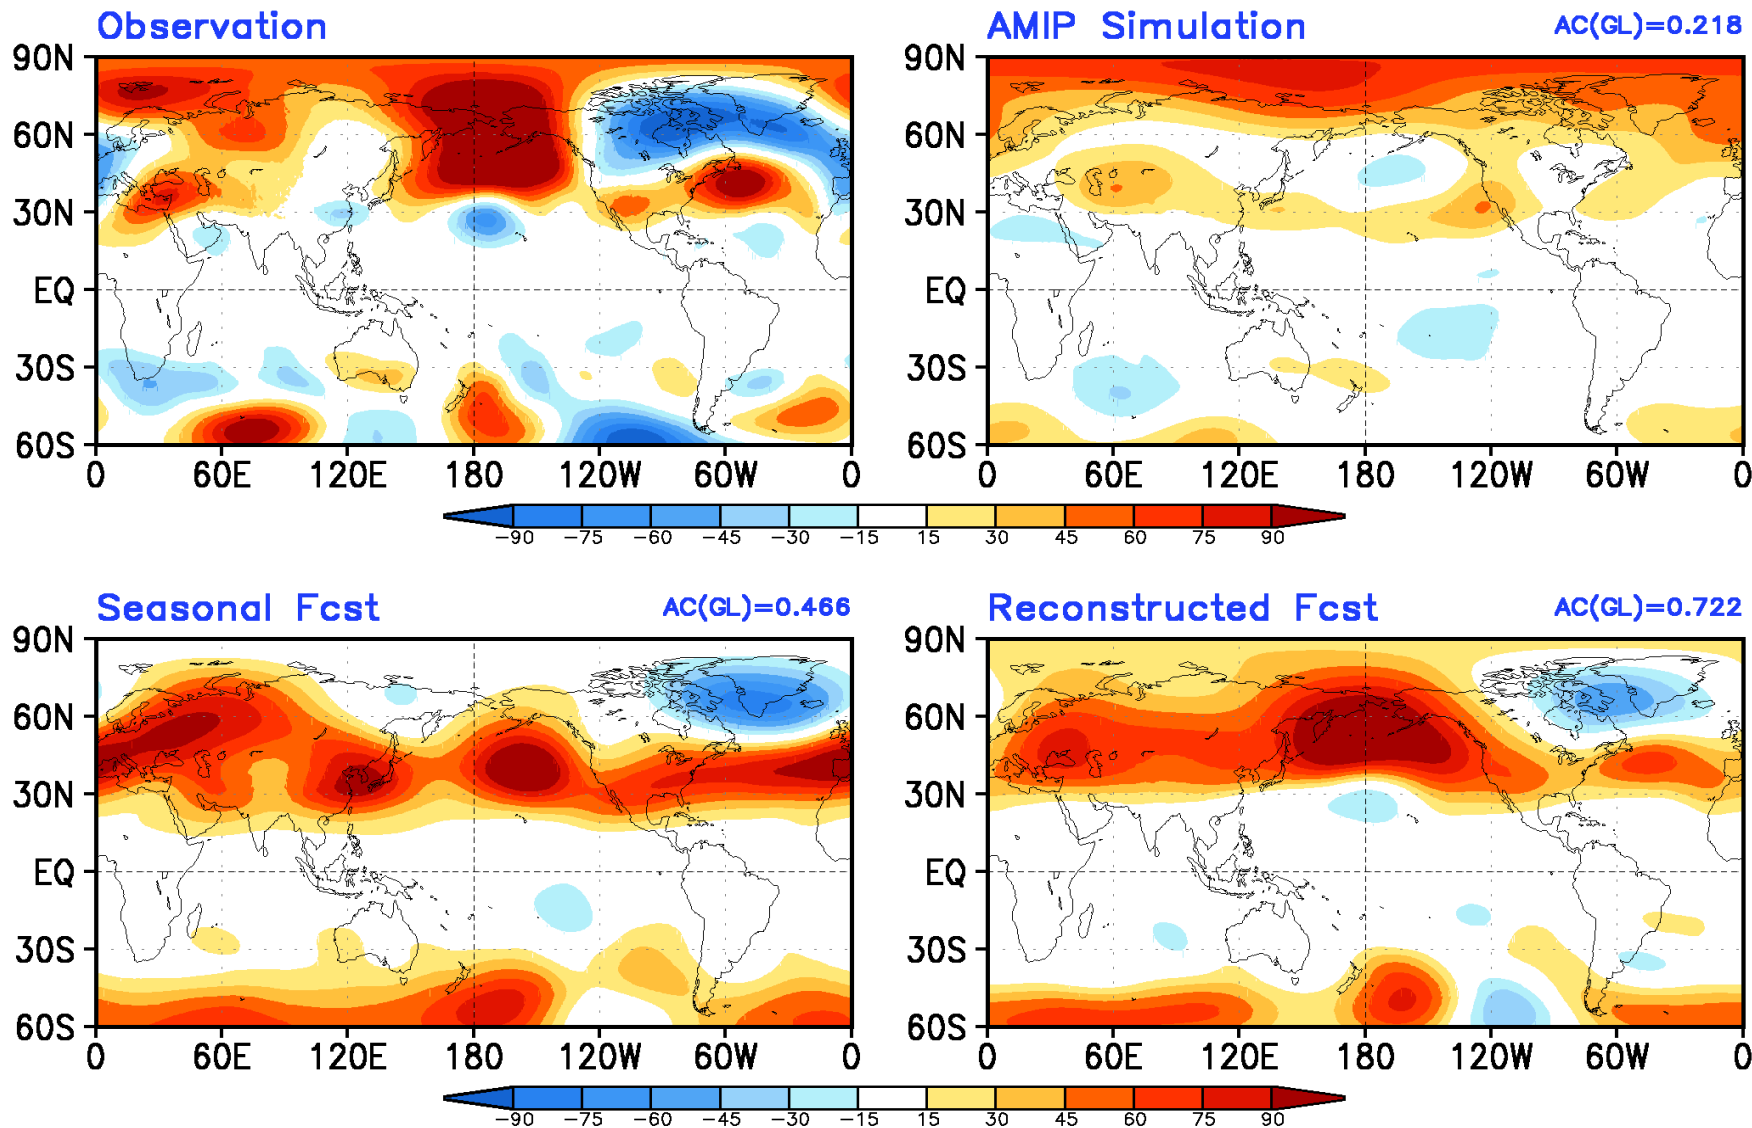 Observation
AMIP Simulation AC(GL)=0.218
90N 90N
60N 60N
30N 30N
EQ EQ
30S 30S
60S 60S
0 60E 120E 180 120W 60W 0 0 60E 120E 180 120W 60W 0
-90 -75 -60 -45 -30 -15 15 30 45 60 75 90
Seasonal Fcst AC(GL)=0.466
Reconstructed Fcst AC(GL)=0.722
90N 90N
60N 60N
30N 30N
EQ EQ
30S 30S
60S 60S
0 60E 120E 180 120W 60W 0 0 60E 120E 180 120W 60W 0
-90 -75 -60 -45 -30 -15 15 30 45 60 75 90